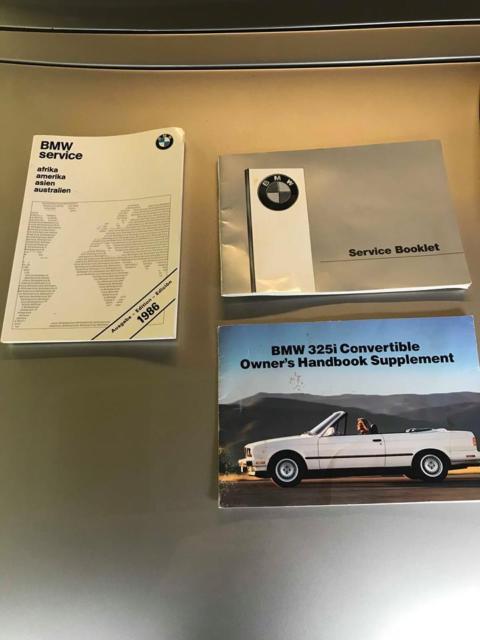 BMW
service
afrika
amerika
asien
australien
Ausgabe - Edition - Edición
1986
BMW
Service Booklet
BMW 325i Convertible
Owner's Handbook Supplement